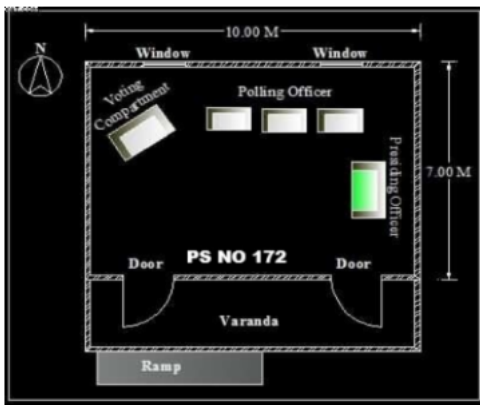 10.00 M
N
Window
Window
Voting
Compartment
Polling Officer
Presiding Officer
7.00 M
PS NO 172
Door
Door
Varanda
Ramp